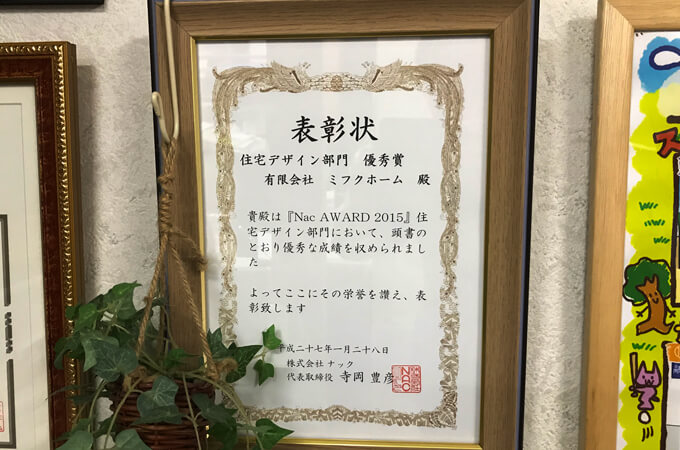 表彰状
住宅デザイン部門 優秀賞
有限会社 ミフクホーム 殿
貴殿は『Nac AWARD 2015』住
宅デザイン部門において、頭書の
とおり優秀な成績を収められまし
た
よってここにその栄誉を讃え、表
彰致します
平成二十七年一月二十八日
株式会社ナック
代表取締役 寺岡 豊彦
NAC